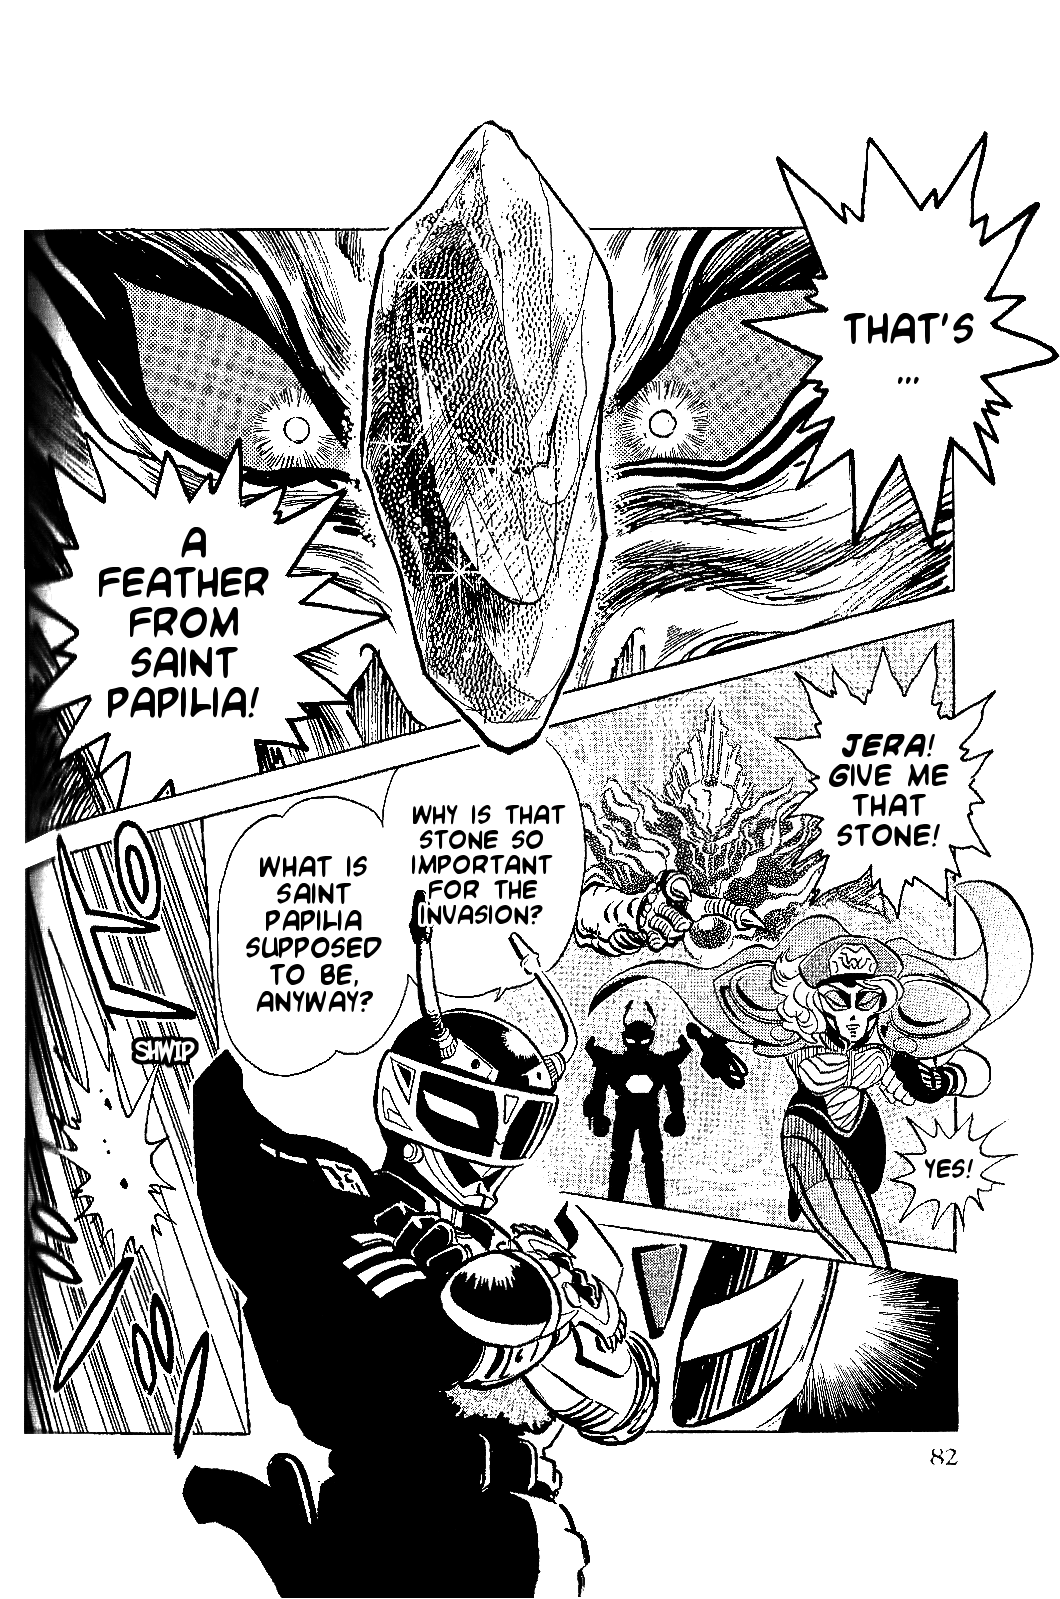 THAT'S
...
A
FEATHER
FROM
SAINT
PAPILIA!
JERA!
GIVE ME
THAT
STONE!
WHY IS THAT
STONE SO
IMPORTANT
FOR THE
INVASION?
WHAT IS
SAINT
PAPILIA
SUPPOSED
TO BE,
ANYWAY?
SHWIP
YES!
82